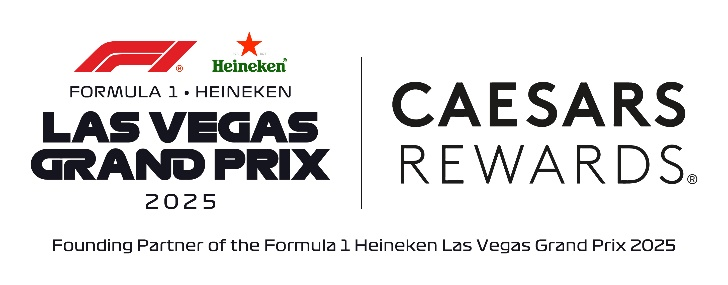 F1®
Heineken®
FORMULA 1 • HEINEKEN
LAS VEGAS
GRAND PRIX
2025
CAESARS
REWARDS®
Founding Partner of the Formula 1 Heineken Las Vegas Grand Prix 2025